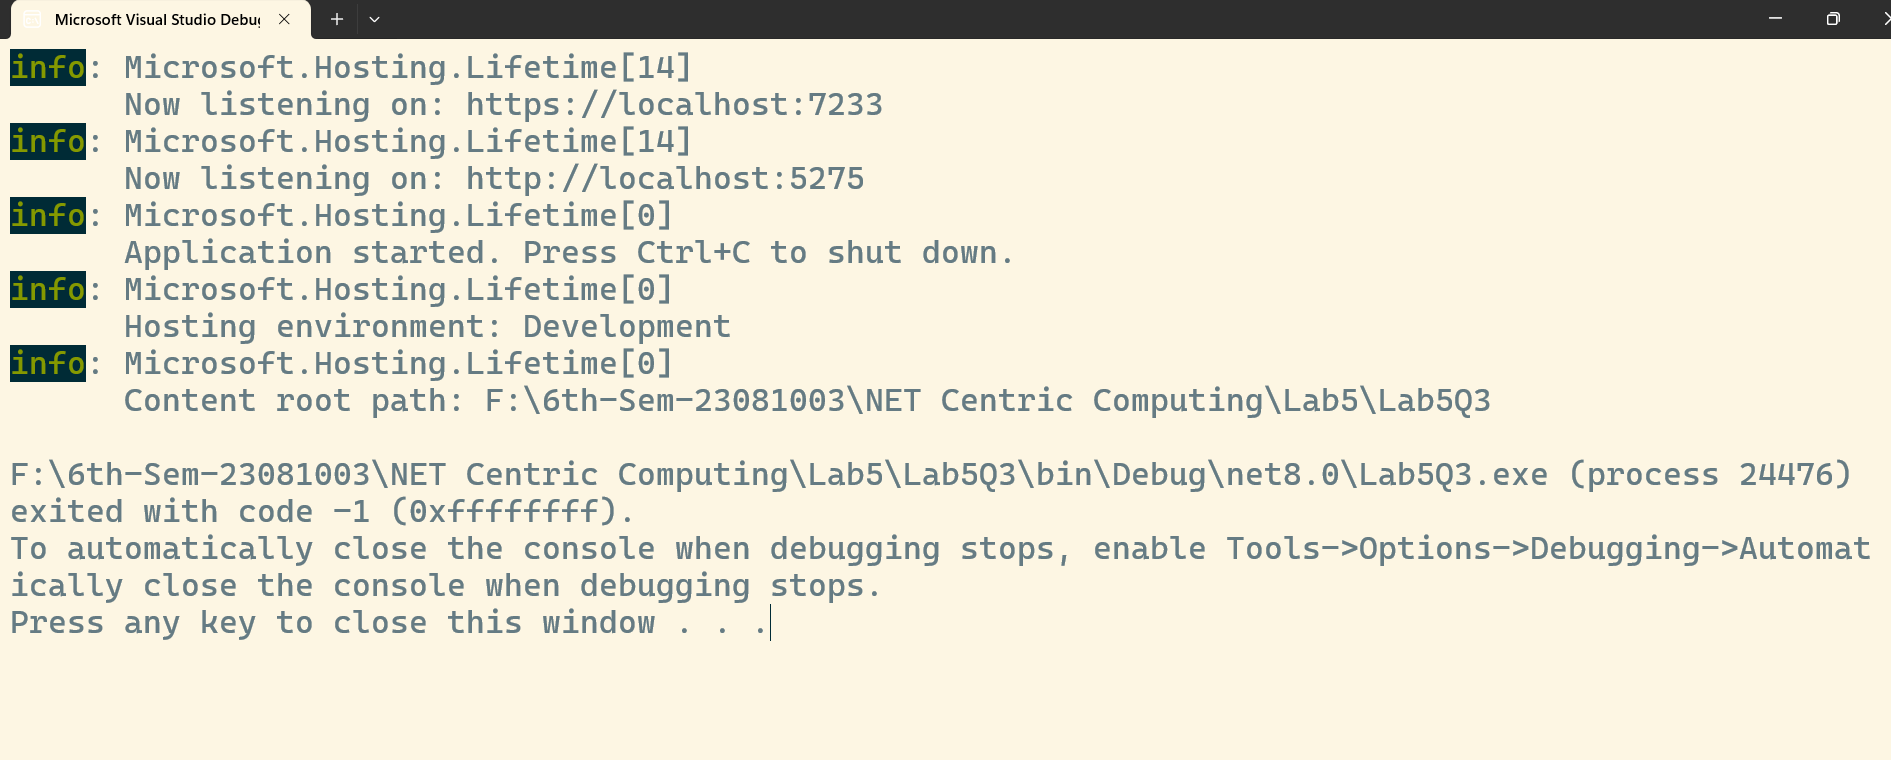 Microsoft Visual Studio Debug
info: Microsoft.Hosting.Lifetime[14]
      Now listening on: https://localhost:7233
info: Microsoft.Hosting.Lifetime[14]
      Now listening on: http://localhost:5275
info: Microsoft.Hosting.Lifetime[0]
      Application started. Press Ctrl+C to shut down.
info: Microsoft.Hosting.Lifetime[0]
      Hosting environment: Development
info: Microsoft.Hosting.Lifetime[0]
      Content root path: F:\6th-Sem-23081003\NET Centric Computing\Lab5\Lab5Q3
F:\6th-Sem-23081003\NET Centric Computing\Lab5\Lab5Q3\bin\Debug\net8.0\Lab5Q3.exe (process 24476)
exited with code -1 (0xffffffff).
To automatically close the console when debugging stops, enable Tools->Options->Debugging->Automat
ically close the console when debugging stops.
Press any key to close this window . . .